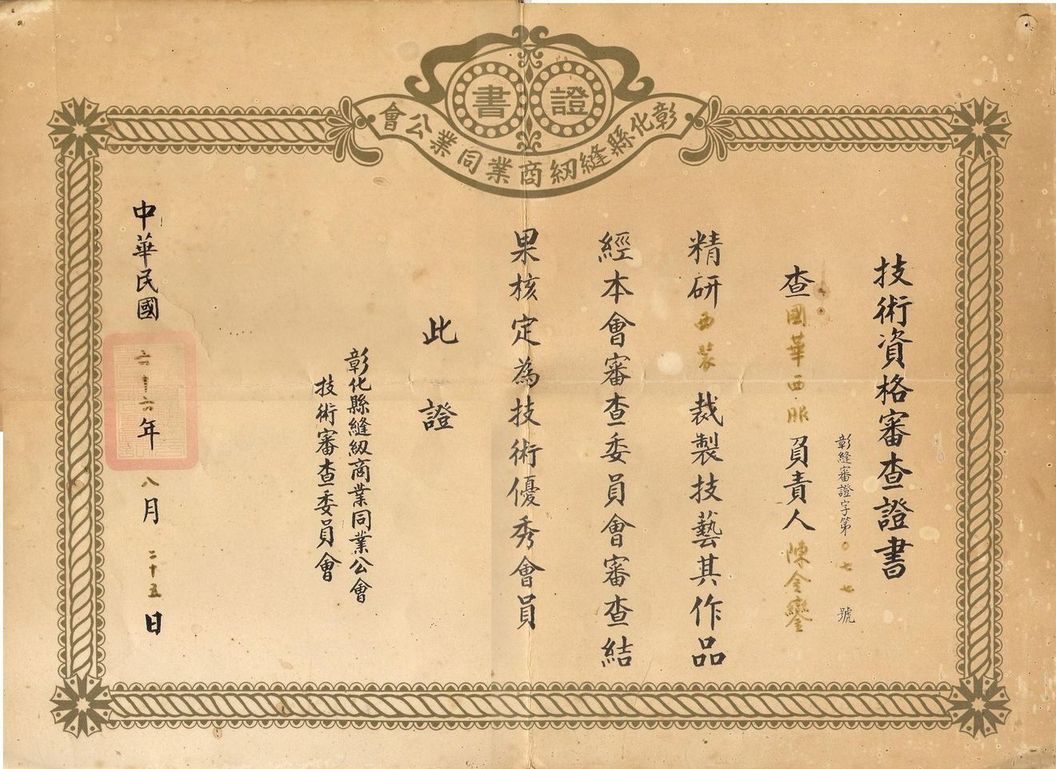 證書
彰化縣縫紉商業同業公會
技術資格審查證書
彰縫審證字第〇七七號
查國華西服負責人陳金鑾
精研西裝裁製技藝其作品
經本會審查委員會審查結
果核定為技術優秀會員
此證
彰化縣縫紉商業同業公會
技術審查委員會
中華民國六十六年八月二十五日